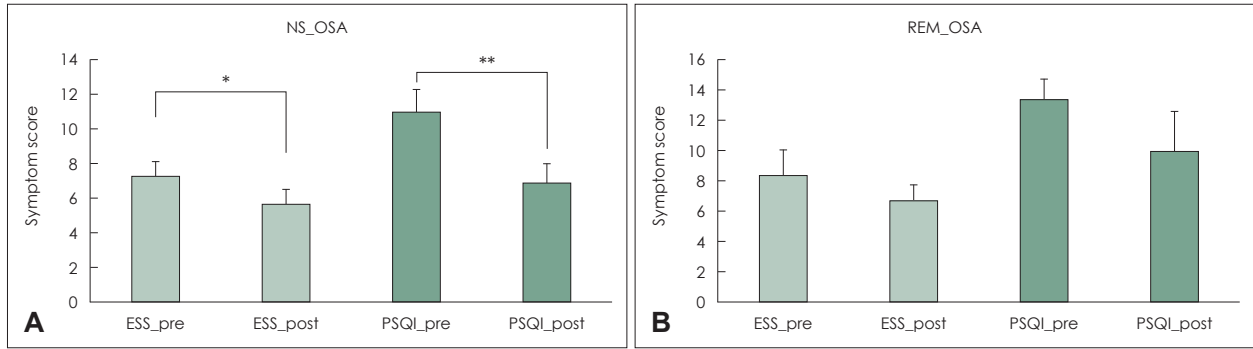 NS_OSA
14
12
10
8
6
4
2
0
Symptom score
*
**
ESS_pre
ESS_post
PSQI_pre
PSQI_post
A
REM_OSA
16
14
12
10
8
6
4
2
0
Symptom score
ESS_pre
ESS_post
PSQI_pre
PSQI_post
B